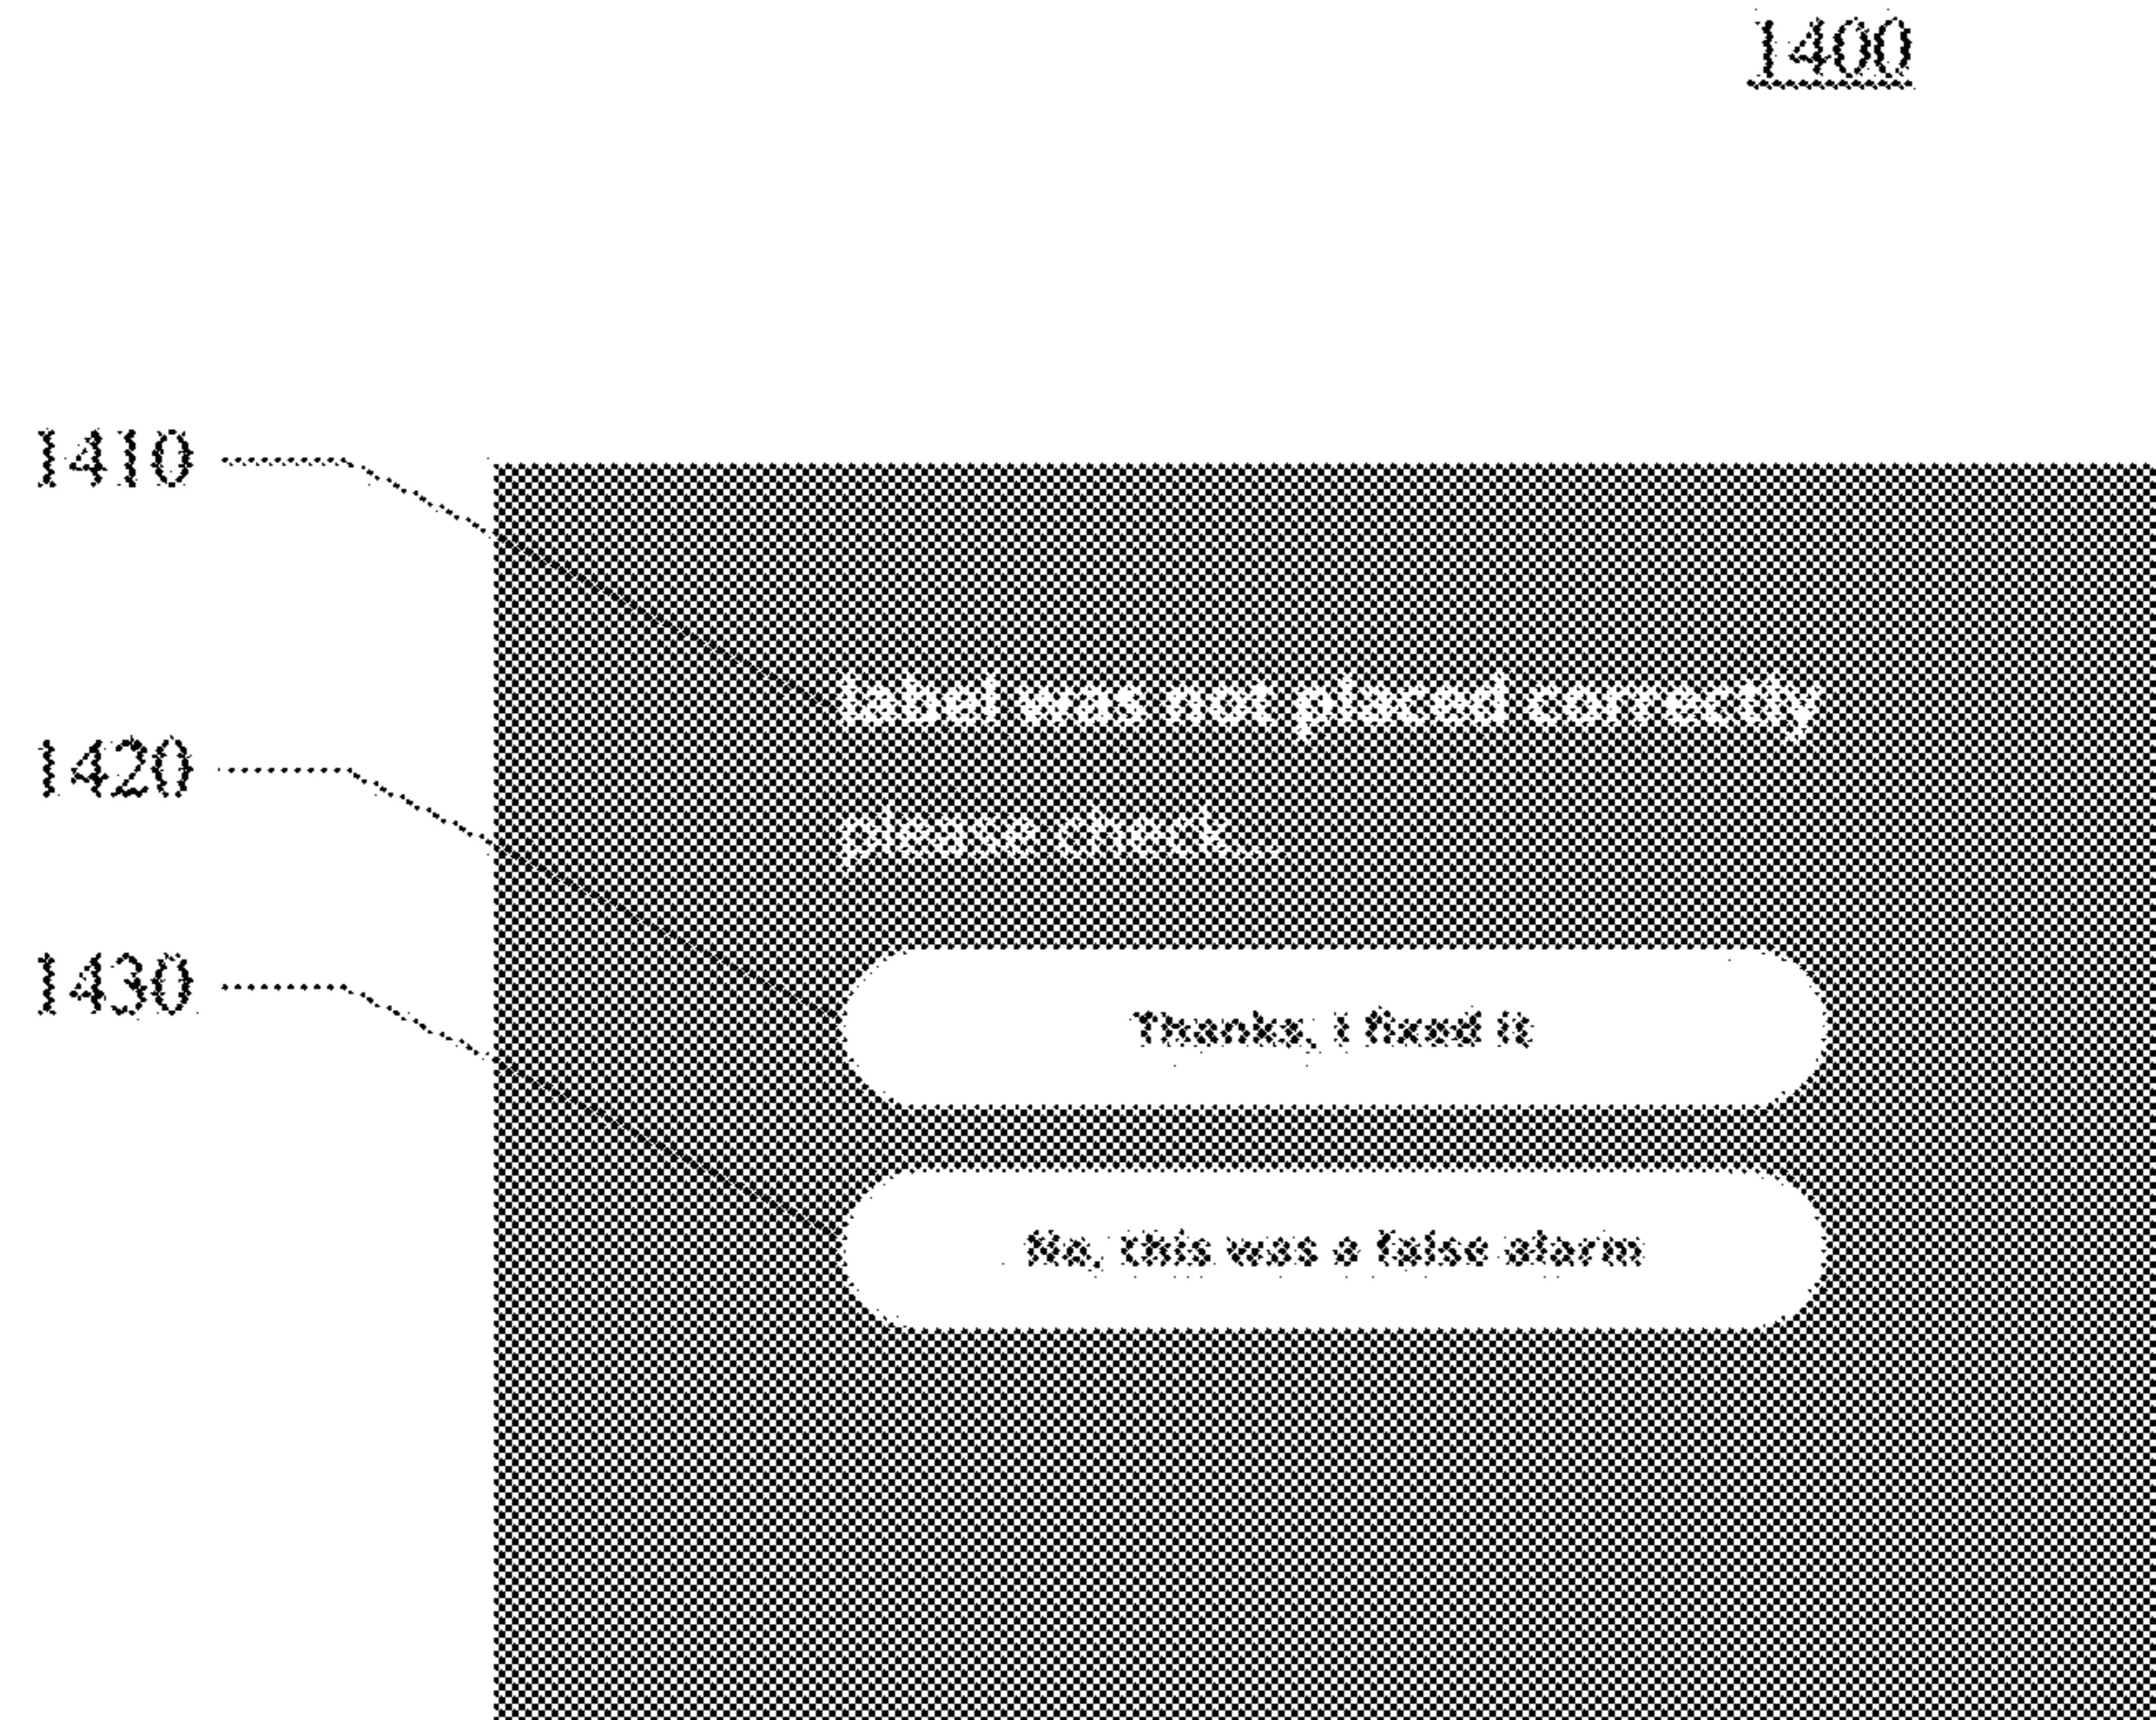 1400
1410
label was not placed correctly
1420
please check...
1430
Thanks, I fixed it
No, this was a false alarm